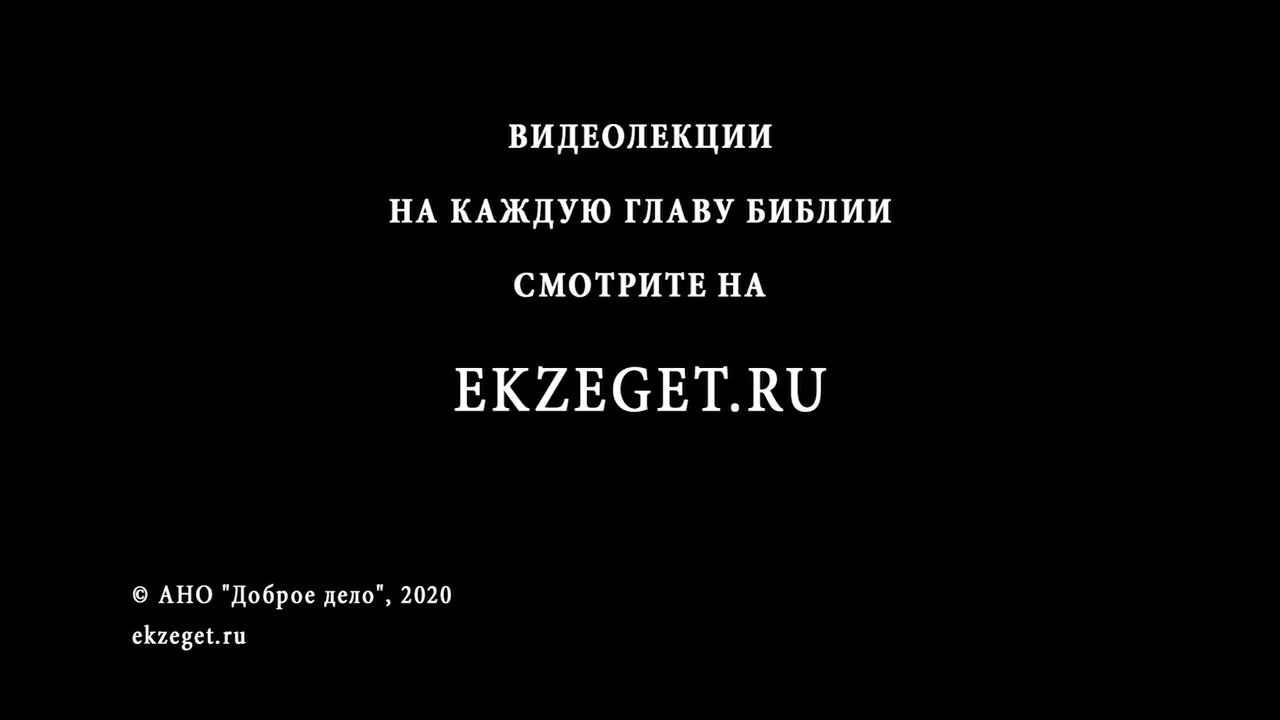 ВИДЕОЛЕКЦИИ
НА КАЖДУЮ ГЛАВУ БИБЛИИ
СМОТРИТЕ НА
EKZEGET.RU
© АНО "Доброе дело", 2020
ekzeget.ru